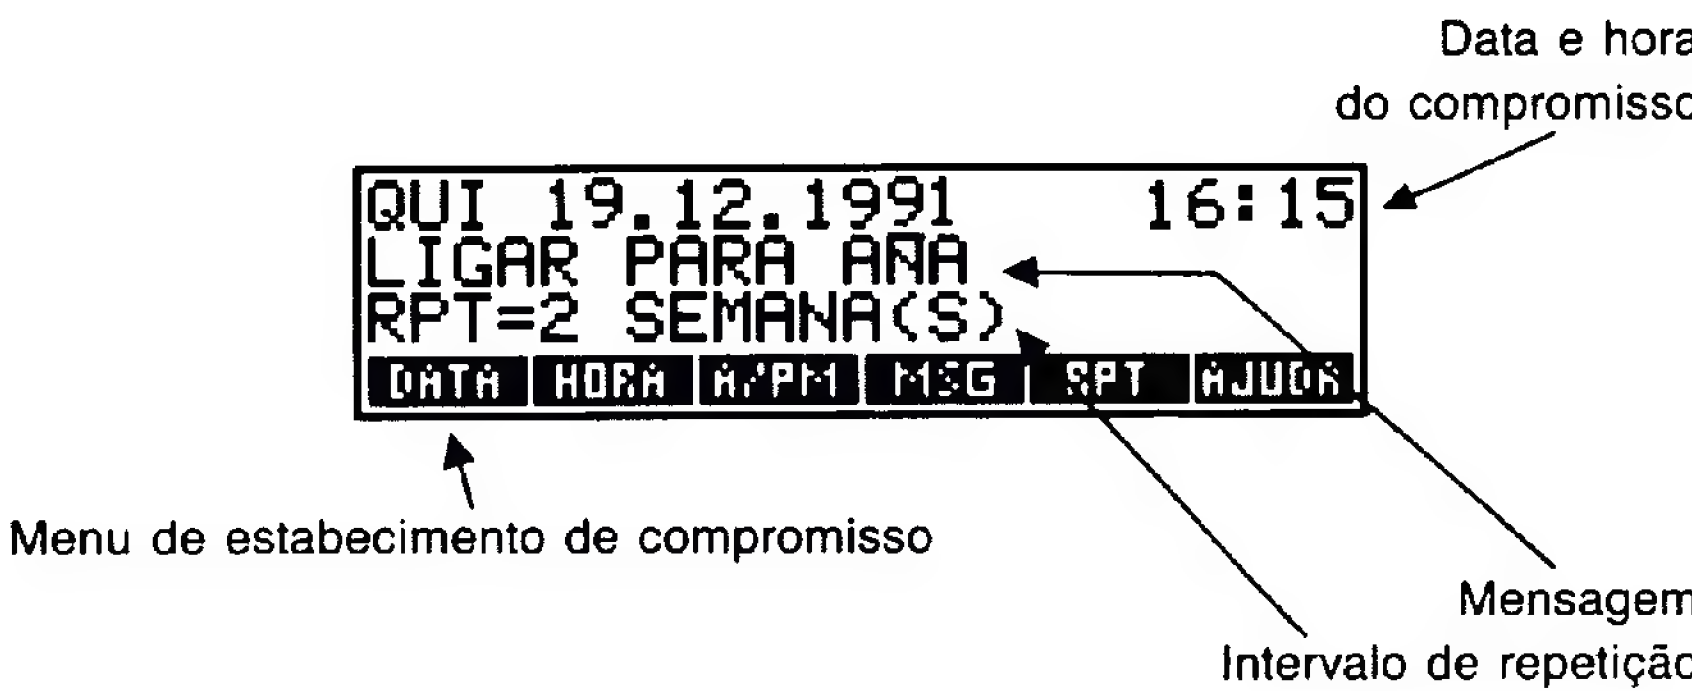 Data e hora
do compromisso
QUI 19.12.1991 16:15
LIGAR PARA AÑA
RPT=2 SEMANA(S)
DATA HORA A/PM MSG RPT AJUDA
Menu de estabecimento de compromisso
Mensagem
Intervalo de repetição